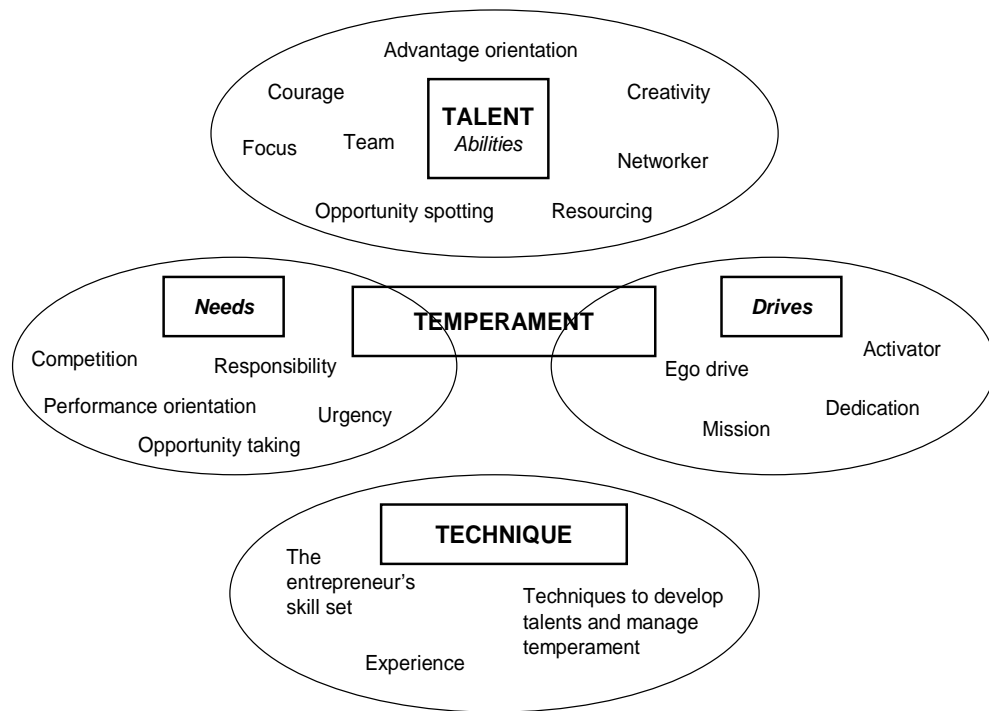 Advantage orientation
Courage
Creativity
TALENT
Abilities
Focus
Team
Networker
Opportunity spotting
Resourcing
Needs
TEMPERAMENT
Drives
Competition
Responsibility
Performance orientation
Urgency
Opportunity taking
Ego drive
Activator
Dedication
Mission
TECHNIQUE
The
entrepreneur’s
skill set
Techniques to develop
talents and manage
temperament
Experience